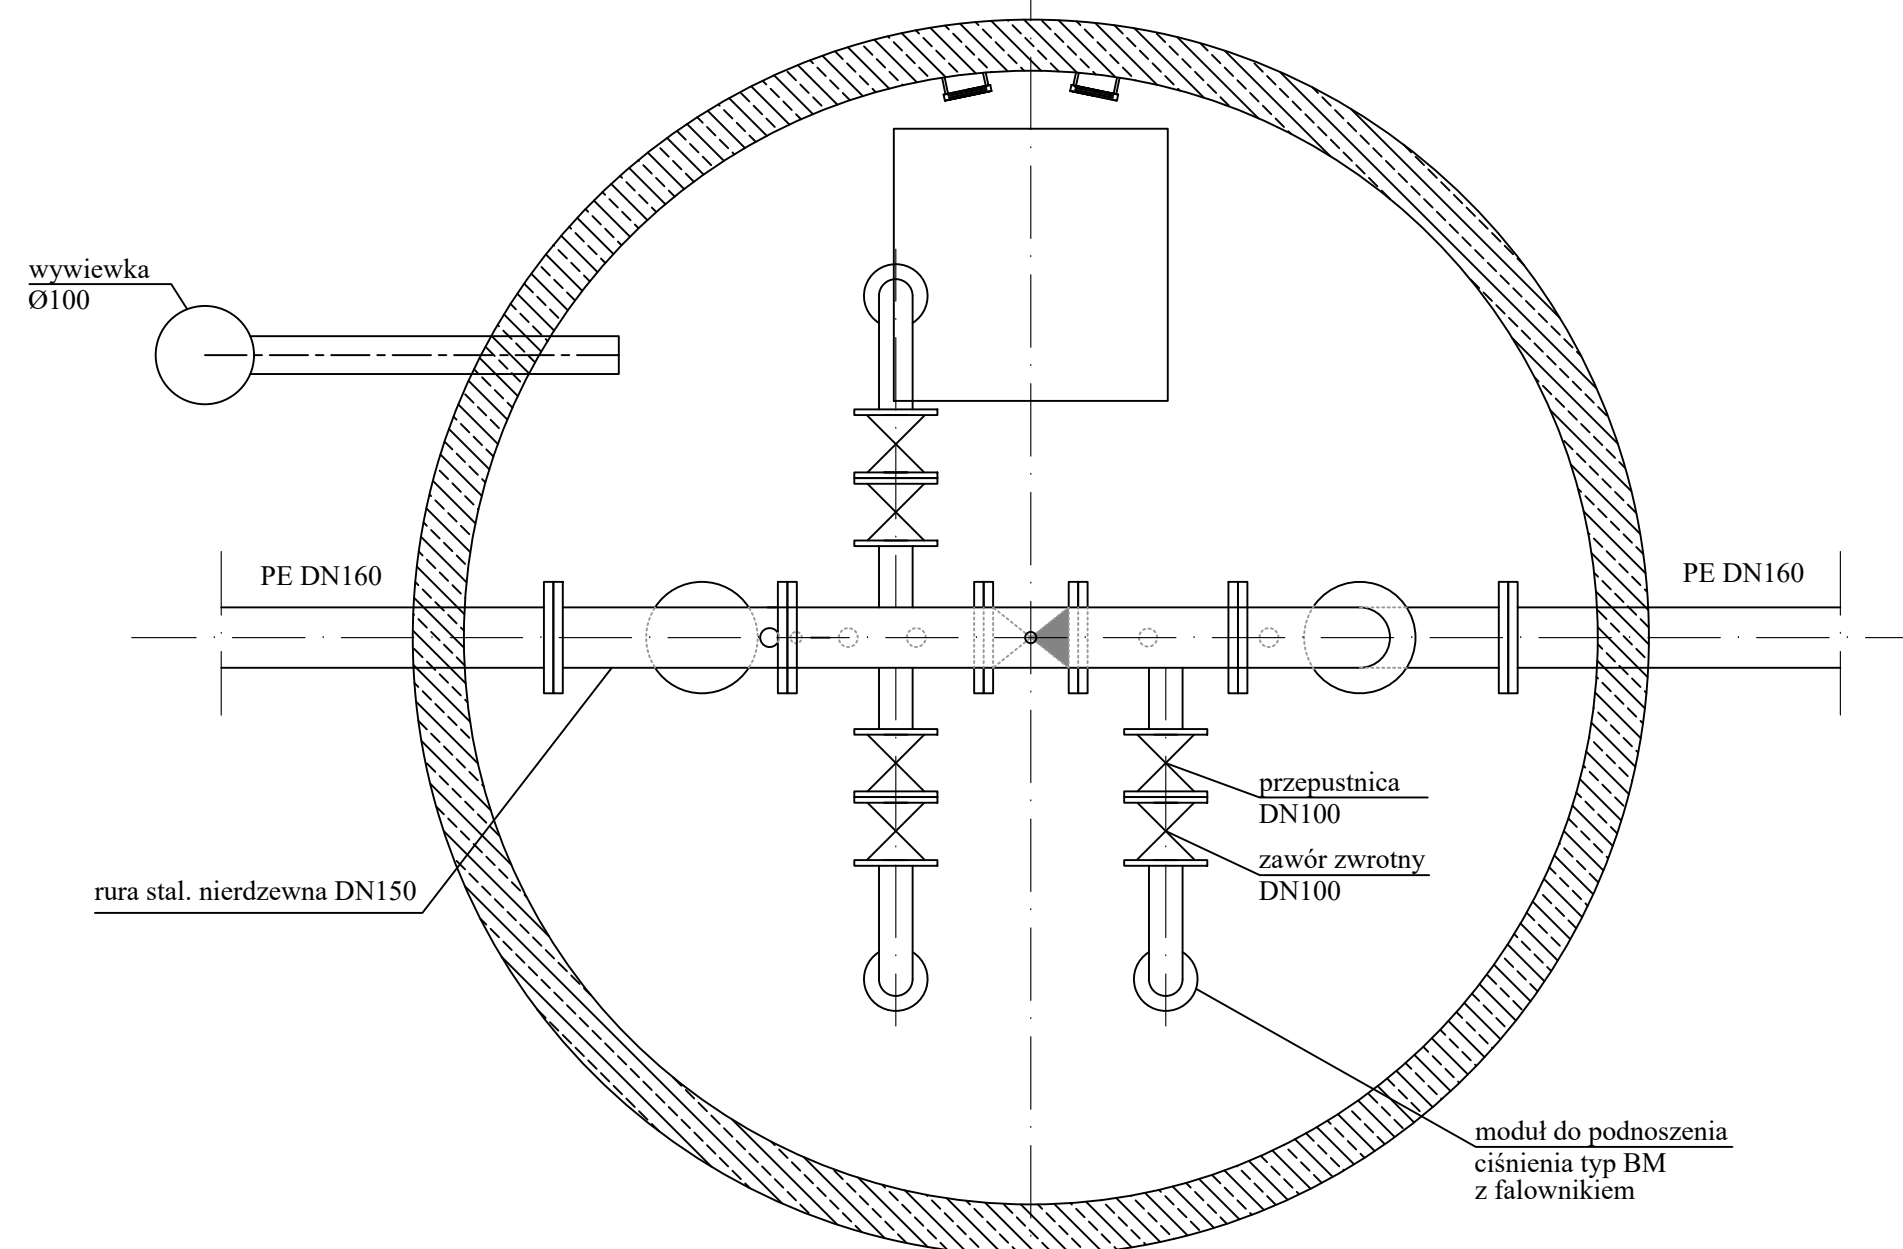 wywiewka
Ø100
PE DN160
PE DN160
przepustnica
DN100
zawór zwrotny
DN100
rura stal. nierdzewna DN150
moduł do podnoszenia
ciśnienia typ BM
z falownikiem